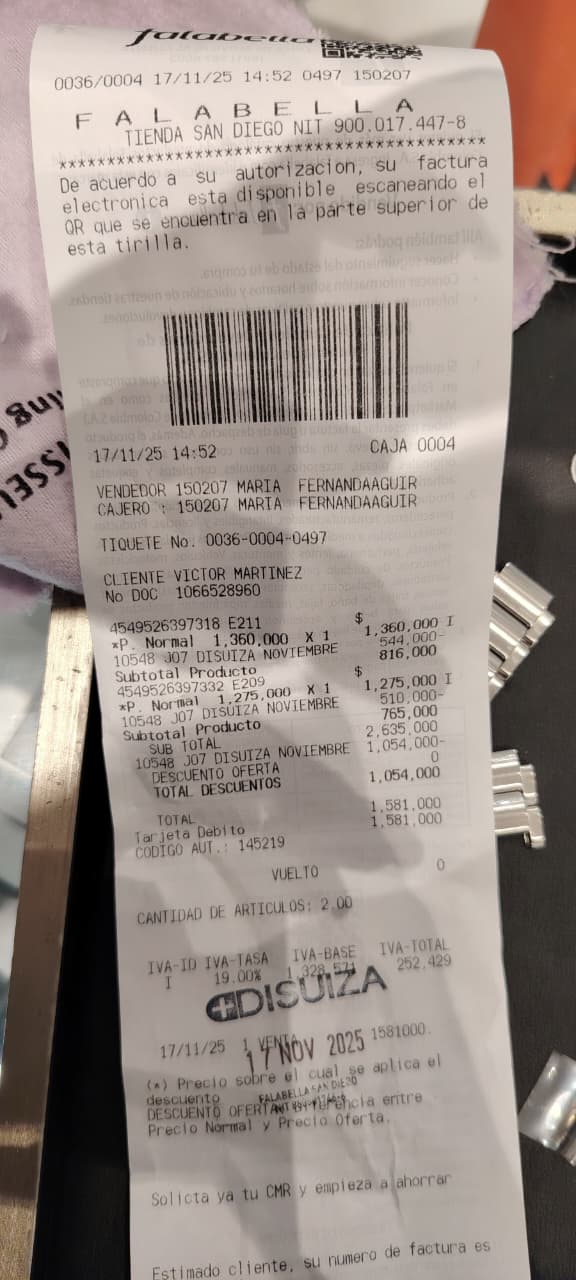 falabella
0036/0004 17/11/25 14:52 0497 150207
F A L A B E L L A
TIENDA SAN DIEGO NIT 900.017.447-8
******************************************
De acuerdo a su autorizacion, su factura
electronica esta disponible escaneando el
QR que se encuentra en la parte superior de
esta tirilla.
17/11/25 14:52 CAJA 0004
VENDEDOR 150207 MARIA FERNANDAAGUIR
CAJERO : 150207 MARIA FERNANDAAGUIR
TIQUETE No. 0036-0004-0497
CLIENTE VICTOR MARTINEZ
No DOC 1066528960
4549526397318 E211 $
*P. Normal 1,360,000 X 1 1,360,000 I
10548 J07 DISUIZA NOVIEMBRE 544,000-
Subtotal Producto 816,000
4549526397332 E209 $
*P. Normal 1,275,000 X 1 1,275,000 I
10548 J07 DISUIZA NOVIEMBRE 510,000-
Subtotal Producto 765,000
SUB TOTAL 2,635,000
10548 J07 DISUIZA NOVIEMBRE 1,054,000-
DESCUENTO OFERTA 0
TOTAL DESCUENTOS 1,054,000
TOTAL 1,581,000
Tarjeta Debito 1,581,000
CODIGO AUT.: 145219
VUELTO 0
CANTIDAD DE ARTICULOS: 2.00
IVA-ID IVA-TASA IVA-BASE IVA-TOTAL
I 19.00% 1,328,571 252,429
DISUIZA
17/11/25 1 VENTA 1581000.
17 NOV 2025
(*) Precio sobre el cual se aplica el
descuento
FALABELLA SAN DIEGO
DESCUENTO OFERTA
entre
Precio Normal y Precio Oferta.
Solicta ya tu CMR y empieza a ahorrar
Estimado cliente, su numero de factura es